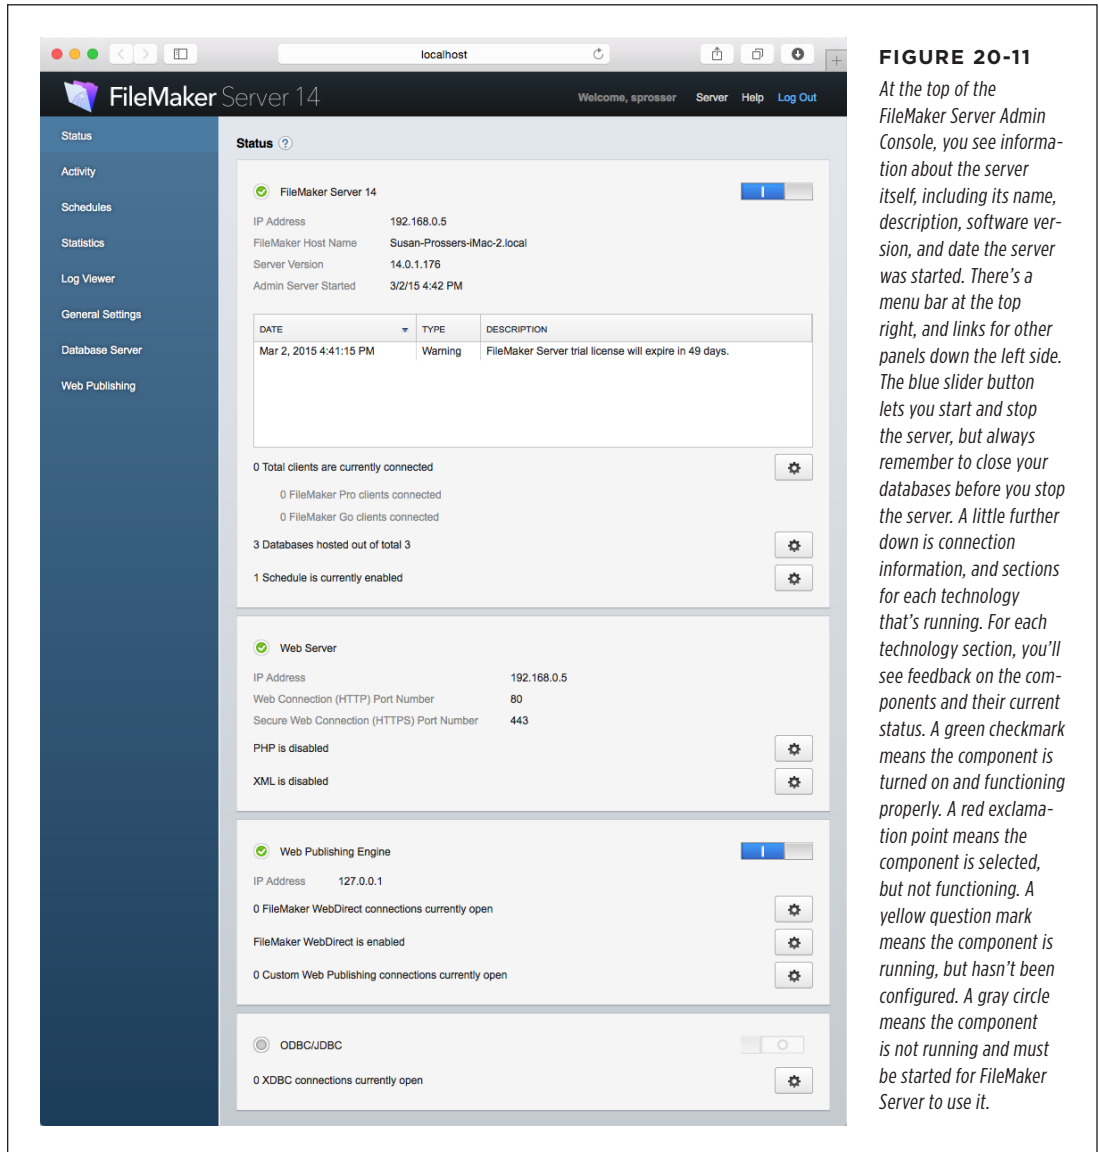 localhost
FileMaker Server 14
Welcome, sprosser Server Help Log Out
Status
Activity
Schedules
Statistics
Log Viewer
General Settings
Database Server
Web Publishing
Status ?
FileMaker Server 14
IP Address 192.168.0.5
FileMaker Host Name Susan-Prossers-iMac-2.local
Server Version 14.0.1.176
Admin Server Started 3/2/15 4:42 PM
DATE TYPE DESCRIPTION
Mar 2, 2015 4:41:15 PM Warning FileMaker Server trial license will expire in 49 days.
0 Total clients are currently connected
0 FileMaker Pro clients connected
0 FileMaker Go clients connected
3 Databases hosted out of total 3
1 Schedule is currently enabled
Web Server
IP Address 192.168.0.5
Web Connection (HTTP) Port Number 80
Secure Web Connection (HTTPS) Port Number 443
PHP is disabled
XML is disabled
Web Publishing Engine
IP Address 127.0.0.1
0 FileMaker WebDirect connections currently open
FileMaker WebDirect is enabled
0 Custom Web Publishing connections currently open
ODBC/JDBC
0 XDBC connections currently open
FIGURE 20-11
At the top of the
FileMaker Server Admin
Console, you see informa-
tion about the server
itself, including its name,
description, software ver-
sion, and date the server
was started. There's a
menu bar at the top
right, and links for other
panels down the left side.
The blue slider button
lets you start and stop
the server, but always
remember to close your
databases before you stop
the server. A little further
down is connection
information, and sections
for each technology
that's running. For each
technology section, you'll
see feedback on the com-
ponents and their current
status. A green checkmark
means the component is
turned on and functioning
properly. A red exclama-
tion point means the
component is selected,
but not functioning. A
yellow question mark
means the component is
running, but hasn't been
configured. A gray circle
means the component
is not running and must
be started for FileMaker
Server to use it.